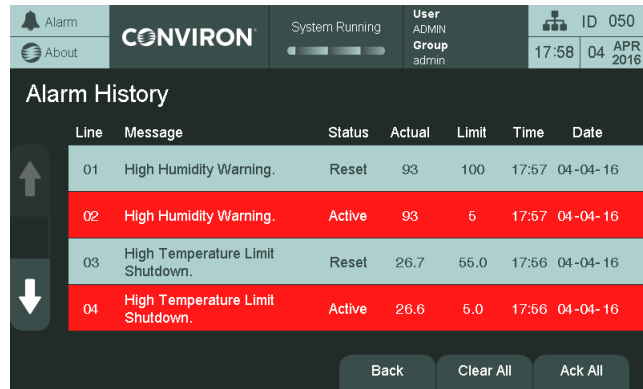 Alarm
About
CONVIRON
System Running
User
ADMIN
Group
admin
ID 050
17:58 04 APR 2016
Alarm History
Line Message Status Actual Limit Time Date
01 High Humidity Warning. Reset 93 100 17:57 04-04-16
02 High Humidity Warning. Active 93 5 17:57 04-04-16
03 High Temperature Limit Shutdown. Reset 26.7 55.0 17:56 04-04-16
04 High Temperature Limit Shutdown. Active 26.6 5.0 17:56 04-04-16
Back Clear All Ack All